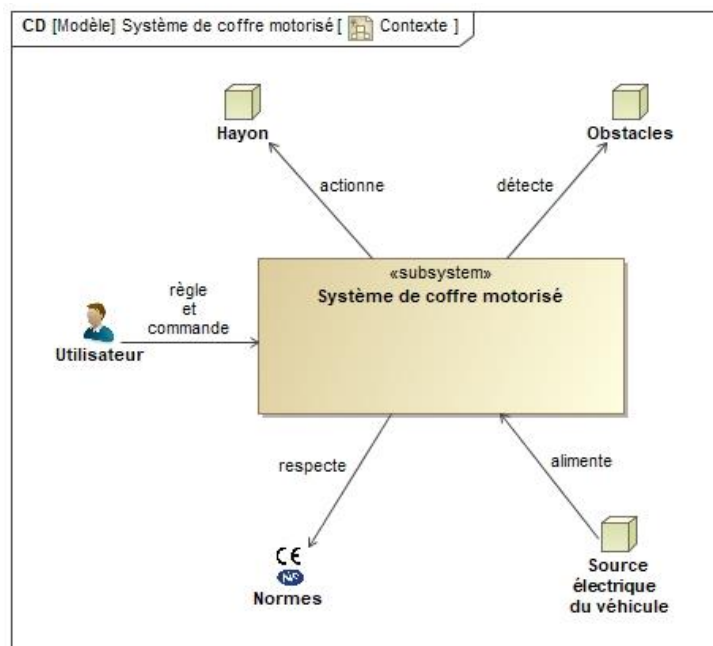 CD [Modèle] Système de coffre motorisé [ Contexte ]
Hayon
Obstacles
actionne
détecte
«subsystem»
Système de coffre motorisé
règle
et
commande
Utilisateur
respecte
alimente
CE
NF
Normes
Source
électrique
du véhicule